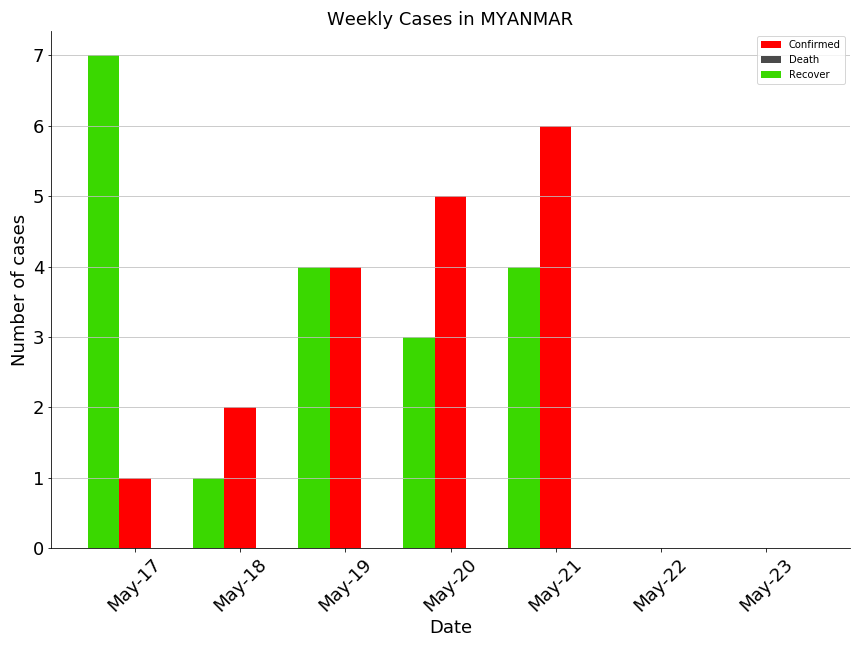 Weekly Cases in MYANMAR
Confirmed
Death
Recover
Number of cases
7
6
5
4
3
2
1
0
May-17
May-18
May-19
May-20
May-21
May-22
May-23
Date